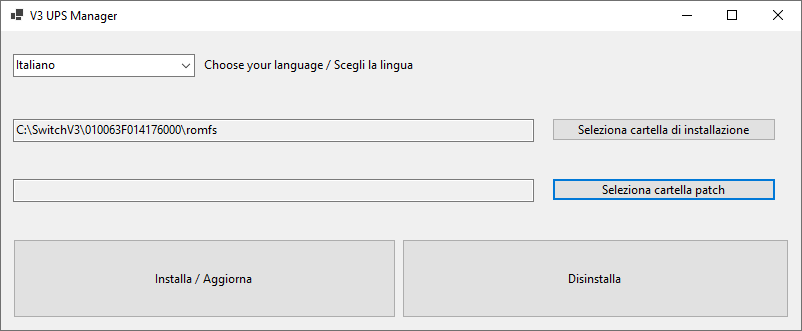 V3 UPS Manager
Italiano
Choose your language / Scegli la lingua
C:\SwitchV3\010063F014176000\romfs
Seleziona cartella di installazione
Seleziona cartella patch
Installa / Aggiorna
Disinstalla